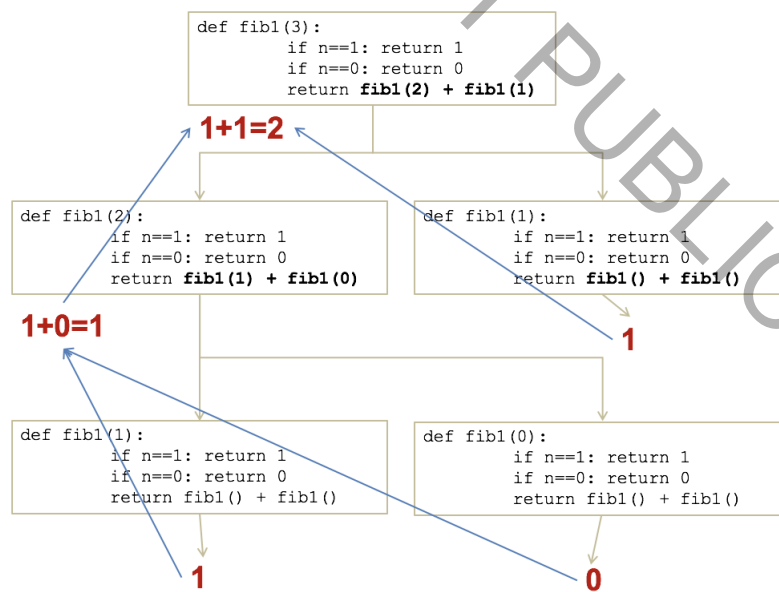 def fib1(3):
if n==1: return 1
if n==0: return 0
return fib1(2) + fib1(1)
1+1=2
def fib1(2):
if n==1: return 1
if n==0: return 0
return fib1(1) + fib1(0)
def fib1(1):
if n==1: return 1
if n==0: return 0
return fib1() + fib1()
1+0=1
1
def fib1(1):
if n==1: return 1
if n==0: return 0
return fib1() + fib1()
def fib1(0):
if n==1: return 1
if n==0: return 0
return fib1() + fib1()
1
0
PUBLIC